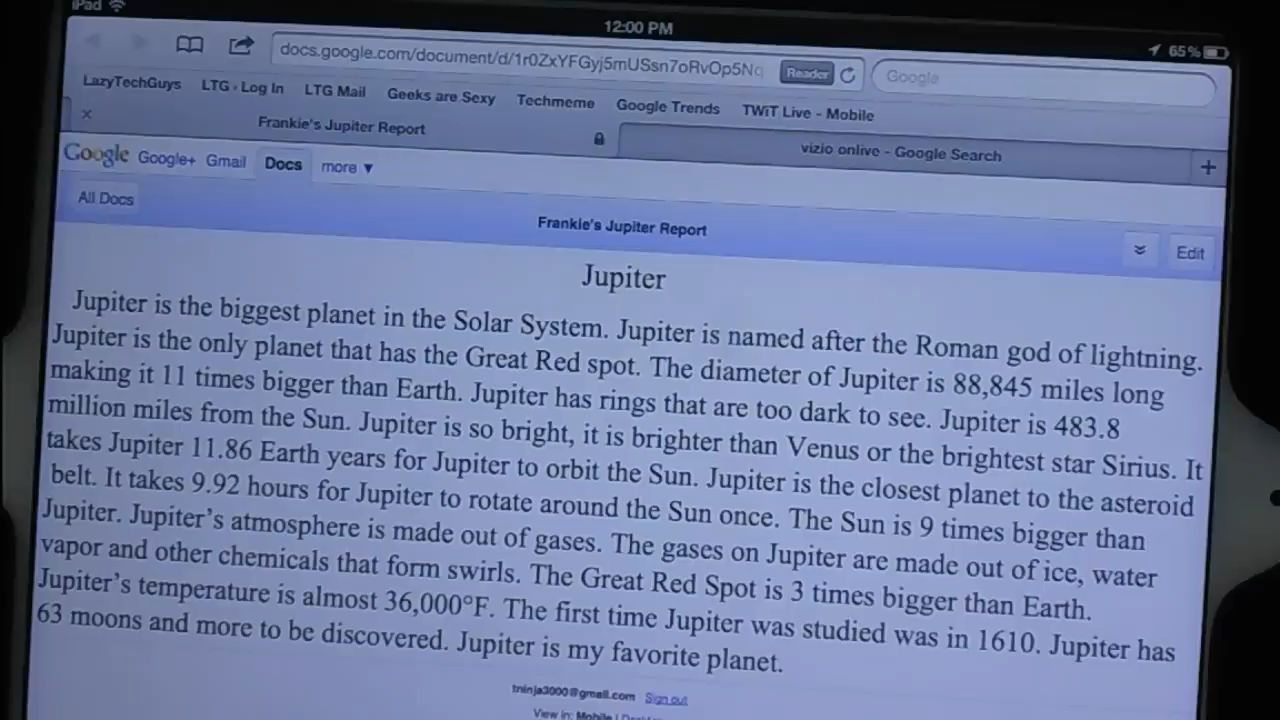 iPad
12:00 PM
65%
docs.google.com/document/d/1r0ZxYFGyj5mUSsn7oRvOp5Nq
Reader
Google
LazyTechGuys LTG - Log In LTG Mail Geeks are Sexy Techmeme Google Trends TWiT Live - Mobile
Frankie's Jupiter Report
vizio onlive - Google Search
Google Google+ Gmail Docs more
All Docs
Frankie's Jupiter Report
Edit
Jupiter
Jupiter is the biggest planet in the Solar System. Jupiter is named after the Roman god of lightning.
Jupiter is the only planet that has the Great Red spot. The diameter of Jupiter is 88,845 miles long
making it 11 times bigger than Earth. Jupiter has rings that are too dark to see. Jupiter is 483.8
million miles from the Sun. Jupiter is so bright, it is brighter than Venus or the brightest star Sirius. It
takes Jupiter 11.86 Earth years for Jupiter to orbit the Sun. Jupiter is the closest planet to the asteroid
belt. It takes 9.92 hours for Jupiter to rotate around the Sun once. The Sun is 9 times bigger than
Jupiter. Jupiter's atmosphere is made out of gases. The gases on Jupiter are made out of ice, water
vapor and other chemicals that form swirls. The Great Red Spot is 3 times bigger than Earth.
Jupiter's temperature is almost 36,000°F. The first time Jupiter was studied was in 1610. Jupiter has
63 moons and more to be discovered. Jupiter is my favorite planet.
tninja3000@gmail.com Sign out
View in: Mobile |